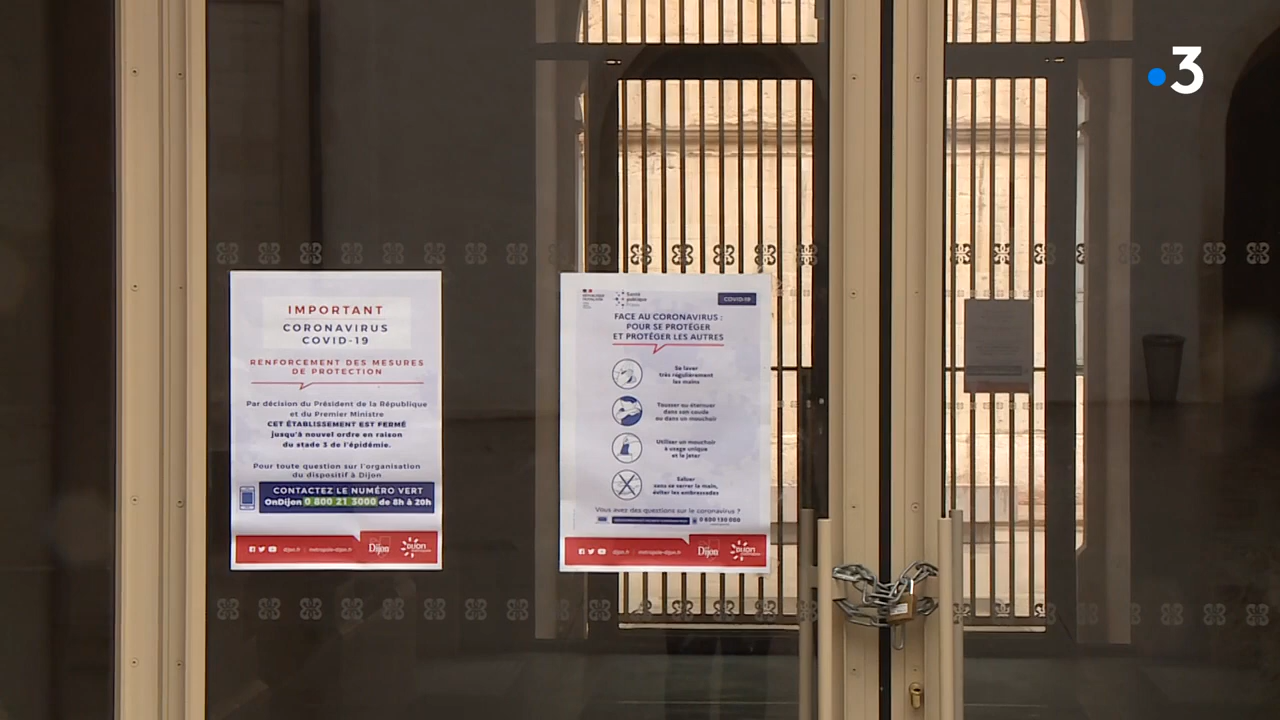 3
IMPORTANT
CORONAVIRUS
COVID-19
RENFORCEMENT DES MESURES
DE PROTECTION
Par décision du Président de la République
et du Premier Ministre
CET ÉTABLISSEMENT EST FERMÉ
jusqu'à nouvel ordre en raison
du stade 3 de l'épidémie.
Pour toute question sur l'organisation
du dispositif à Dijon
CONTACTEZ LE NUMÉRO VERT
OnDijon 0 800 21 3000 de 8h à 20h
dijon.fr metropole-dijon.fr
Dijon
DIJON
Santé
publique
COVID-19
FACE AU CORONAVIRUS :
POUR SE PROTÉGER
ET PROTÉGER LES AUTRES
Se laver
très régulièrement
les mains
Tousser ou éternuer
dans son coude
ou dans un mouchoir
Utiliser un mouchoir
à usage unique
et le jeter
Saluer
sans se serrer la main,
éviter les embrassades
Vous avez des questions sur le coronavirus ?
0 800 130 000
dijon.fr metropole-dijon.fr
Dijon
DIJON